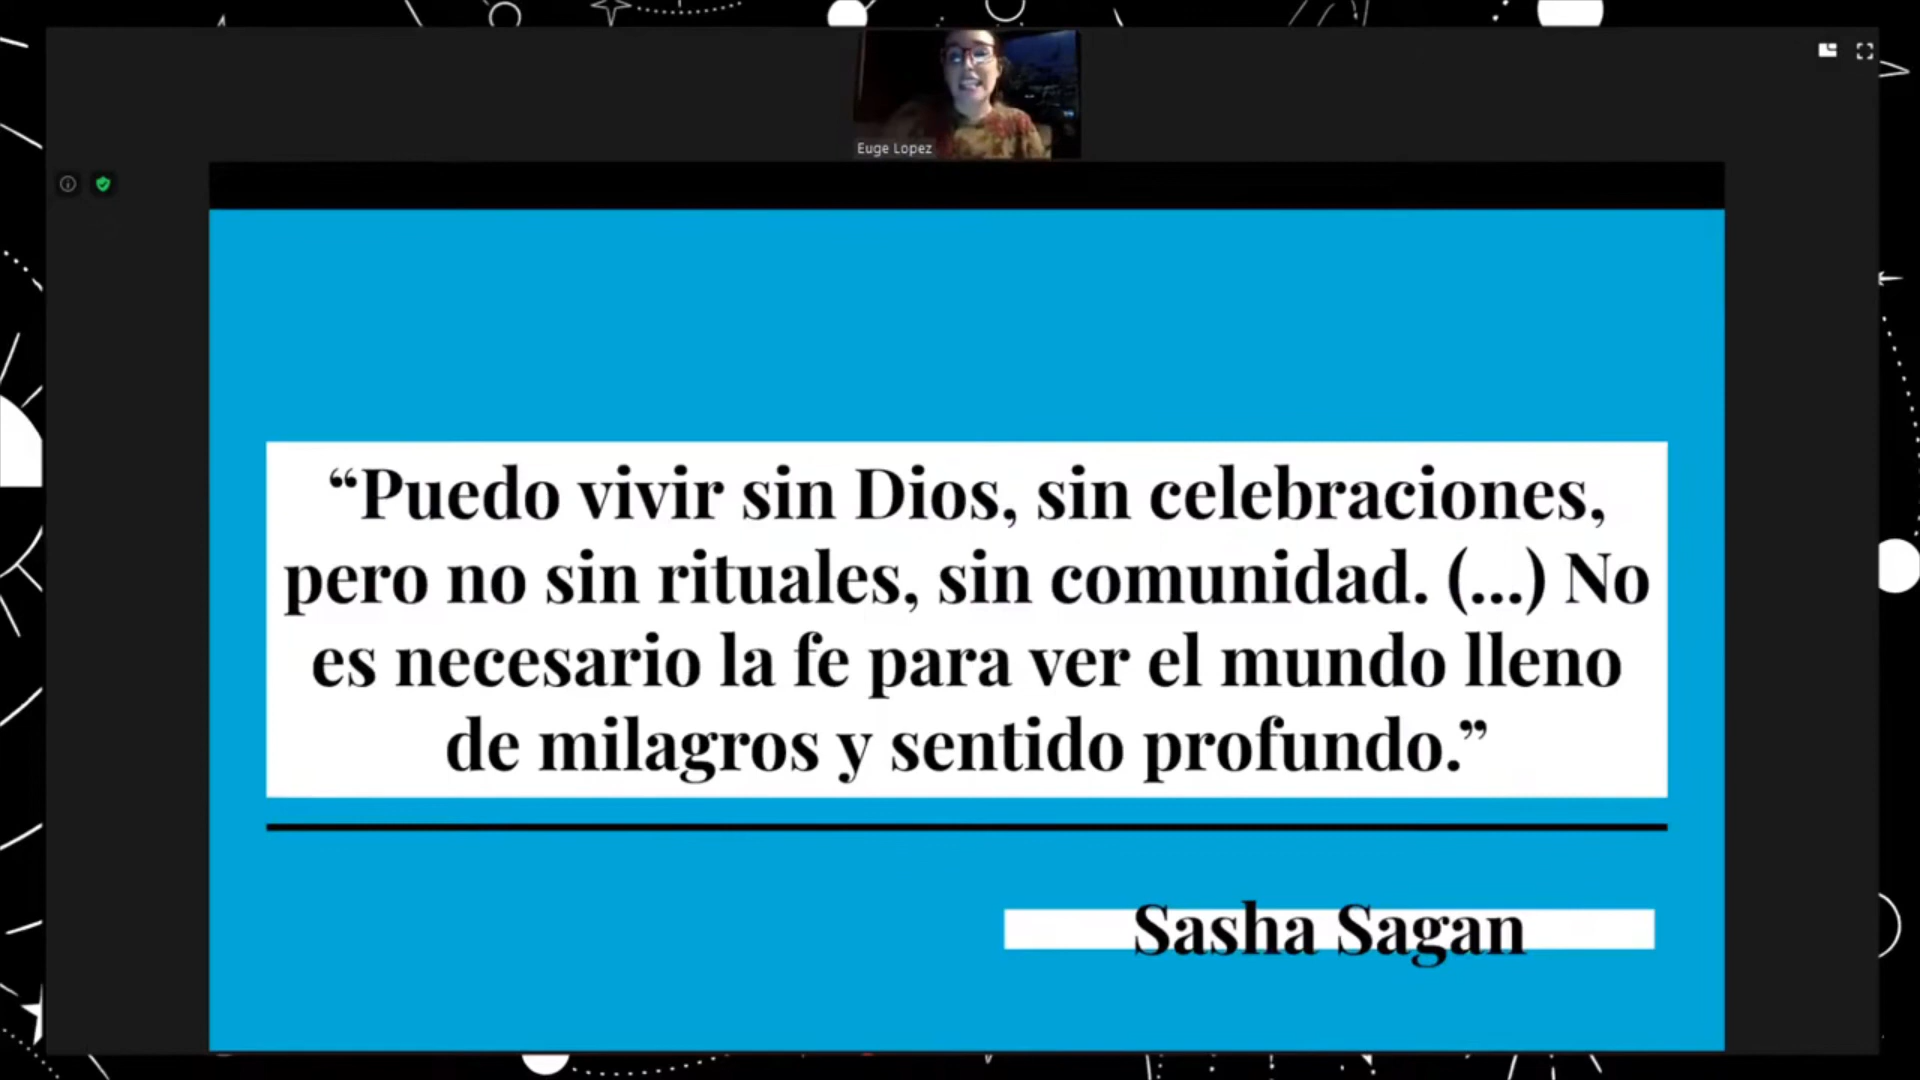 Euge Lopez
“Puedo vivir sin Dios, sin celebraciones,
pero no sin rituales, sin comunidad. (...) No
es necesario la fe para ver el mundo lleno
de milagros y sentido profundo.”
Sasha Sagan